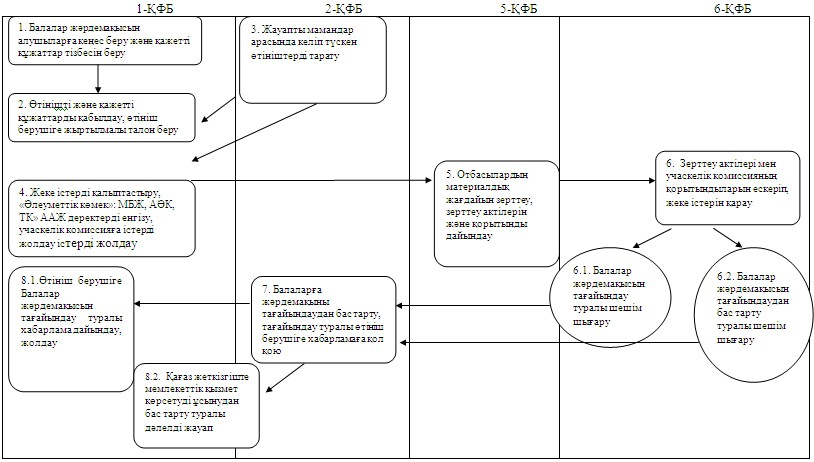 1-ҚФБ 2-ҚФБ 5-ҚФБ 6-ҚФБ
1. Балалар жәрдемақысын
алушыларға кеңес беру және қажетті
құжаттар тізбесін беру
3. Жауапты мамандар
арасында келіп түскен
өтініштерді тарату
2. Өтінішті және қажетті
құжаттарды қабылдау, өтініш
берушіге жыртылмалы талон беру
4. Жеке істерді қалыптастыру,
«Әлеуметтік көмек»: МБЖ, АӘК,
ТК» ААЖ деректерді енгізу,
учаскелік комиссияға істерді
жолдау істерді жолдау
5. Отбасылардың
материалдық
жағдайын зерттеу,
зерттеу актілерін
және қорытынды
дайындау
6. Зерттеу актілері мен
учаскелік комиссияның
қорытындыларын ескеріп,
жеке істерін қарау
6.1. Балалар
жәрдемақысын
тағайындау
туралы шешім
шығару
6.2. Балалар
жәрдемақысын
тағайындаудан
бас тарту
туралы шешім
шығару
7. Балаларға
жәрдемақыны
тағайындаудан бас тарту,
тағайындау туралы өтініш
берушіге хабарламаға қол
қою
8.1.Өтініш берушіге
Балалар
жәрдемақысын
тағайындау туралы
хабарлама дайындау,
жолдау
8.2. Қағаз жеткізгіште
мемлекеттік қызмет
көрсетуді ұсынудан
бас тарту туралы
дәлелді жауап